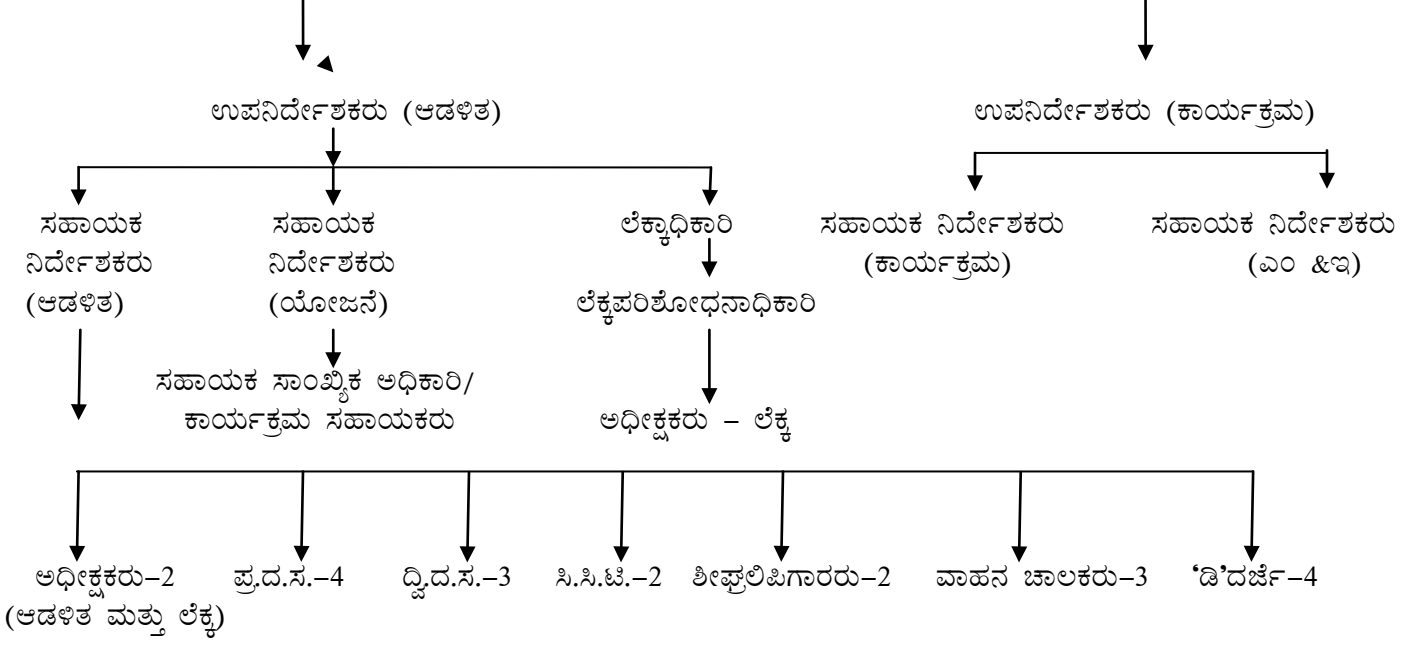 ಉಪನಿರ್ದೇಶಕರು (ಆಡಳಿತ)
ಉಪನಿರ್ದೇಶಕರು (ಕಾರ್ಯಕ್ರಮ)
ಸಹಾಯಕ
ನಿರ್ದೇಶಕರು
(ಆಡಳಿತ)
ಸಹಾಯಕ
ನಿರ್ದೇಶಕರು
(ಯೋಜನೆ)
ಲೆಕ್ಕಾಧಿಕಾರಿ
ಸಹಾಯಕ ನಿರ್ದೇಶಕರು
(ಕಾರ್ಯಕ್ರಮ)
ಸಹಾಯಕ ನಿರ್ದೇಶಕರು
(ಎಂ &ಇ)
ಲೆಕ್ಕಪರಿಶೋಧನಾಧಿಕಾರಿ
ಸಹಾಯಕ ಸಾಂಖ್ಯಿಕ ಅಧಿಕಾರಿ/
ಕಾರ್ಯಕ್ರಮ ಸಹಾಯಕರು
ಅಧೀಕ್ಷಕರು – ಲೆಕ್ಕ
ಅಧೀಕ್ಷಕರು–2
(ಆಡಳಿತ ಮತ್ತು ಲೆಕ್ಕ)
ಪ್ರ.ದ.ಸ.–4
ದ್ವಿ.ದ.ಸ.–3
ಸಿ.ಸಿ.ಟಿ.–2
ಶೀಘ್ರಲಿಪಿಗಾರರು–2
ವಾಹನ ಚಾಲಕರು–3
‘ಡಿ’ದರ್ಜೆ–4